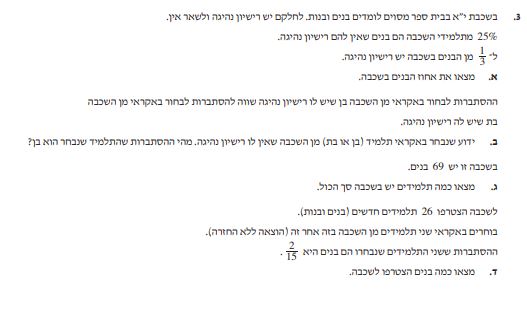 3. בשכבת י״א בבית ספר מסוים לומדים בנים ובנות. לחלקם יש רישיון נהיגה ולשאר אין.
25% מתלמידי השכבה הם בנים שאין להם רישיון נהיגה.
ל־ 1/3 מן הבנים בשכבה יש רישיון נהיגה.
א. מצאו את אחוז הבנים בשכבה.
ההסתברות לבחור באקראי מן השכבה בן שיש לו רישיון נהיגה שווה להסתברות לבחור באקראי מן השכבה
בת שיש לה רישיון נהיגה.
ב. ידוע שנבחר באקראי תלמיד (בן או בת) מן השכבה שאין לו רישיון נהיגה. מהי ההסתברות שהתלמיד שנבחר הוא בן?
בשכבה זו יש 69 בנים.
ג. מצאו כמה תלמידים יש בשכבה סך הכול.
לשכבה הצטרפו 26 תלמידים חדשים (בנים ובנות).
בוחרים באקראי שני תלמידים מן השכבה בזה אחר זה (הוצאה ללא החזרה).
ההסתברות ששני התלמידים שנבחרו הם בנים היא 2/15 .
ד. מצאו כמה בנים הצטרפו לשכבה.